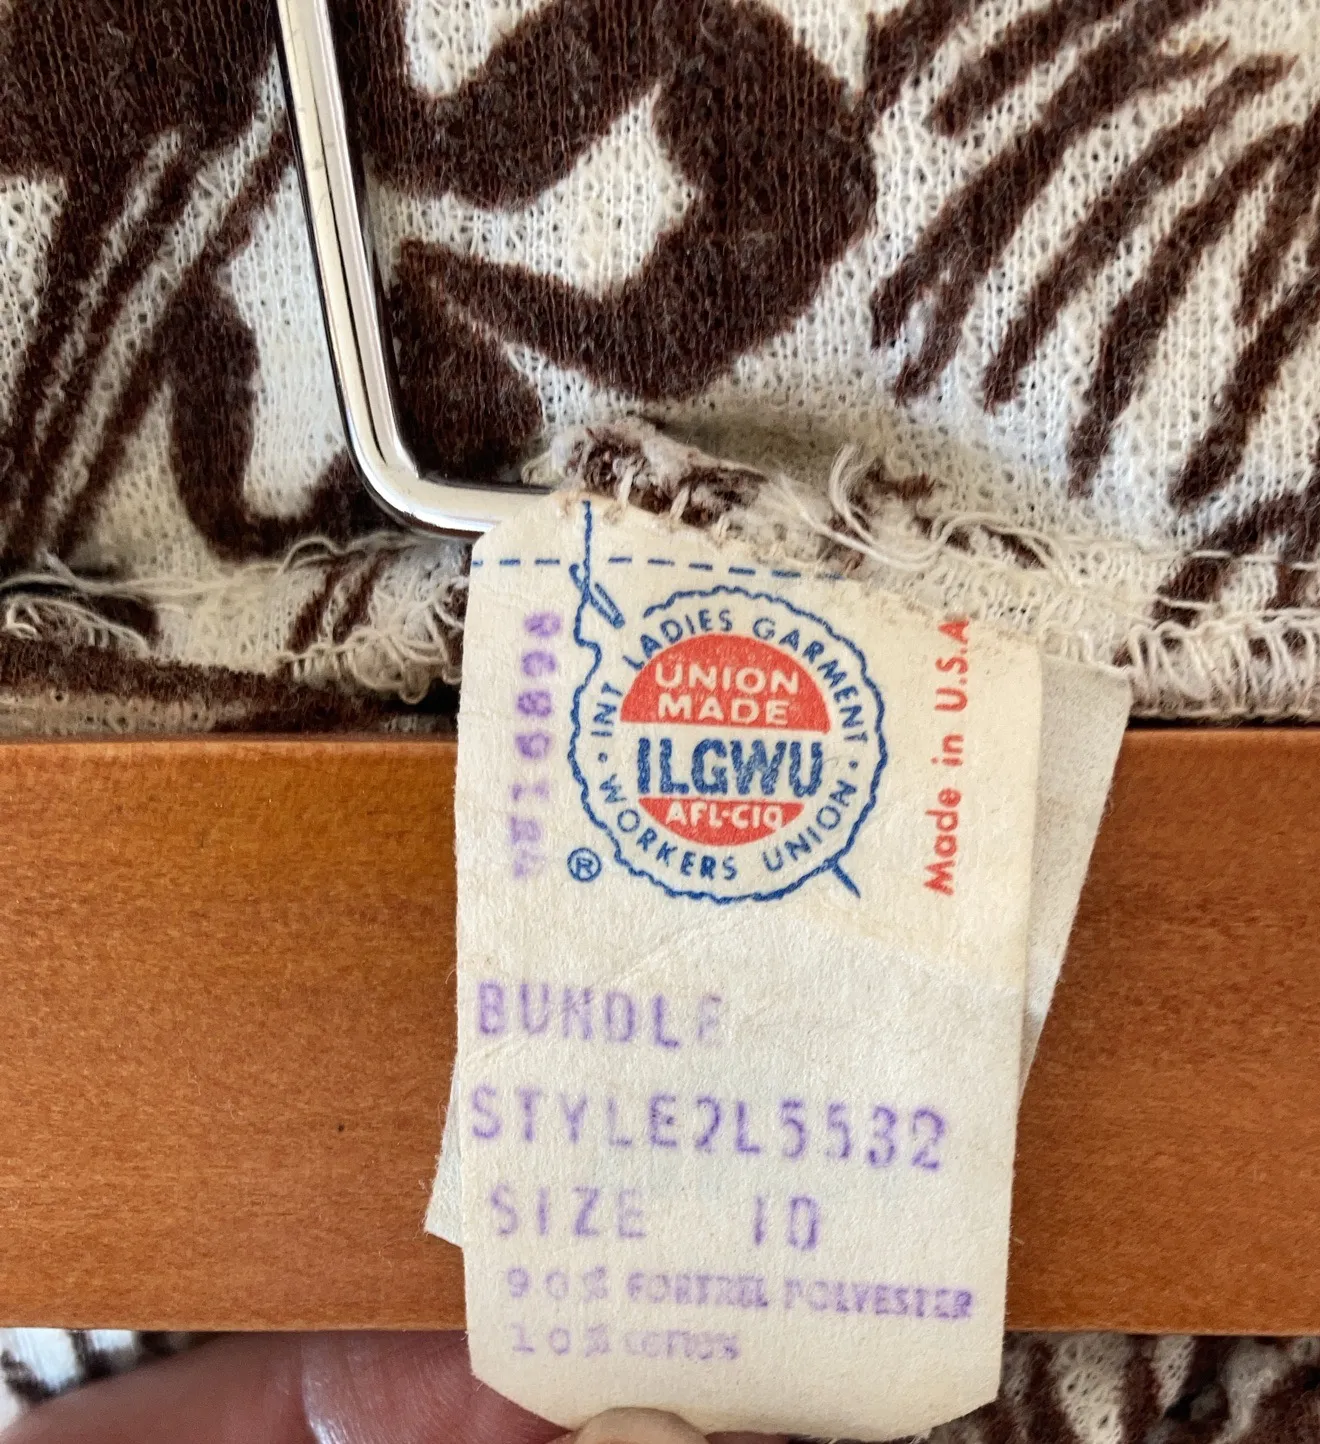 INT LADIES GARMENT
UNION
MADE
ILGWU
AFL-CIO
WORKERS UNION
®
Made in U.S.A
BUNDLE
STYLE2L5532
SIZE 10
90% FORTREL POLYESTER
10% COTTON